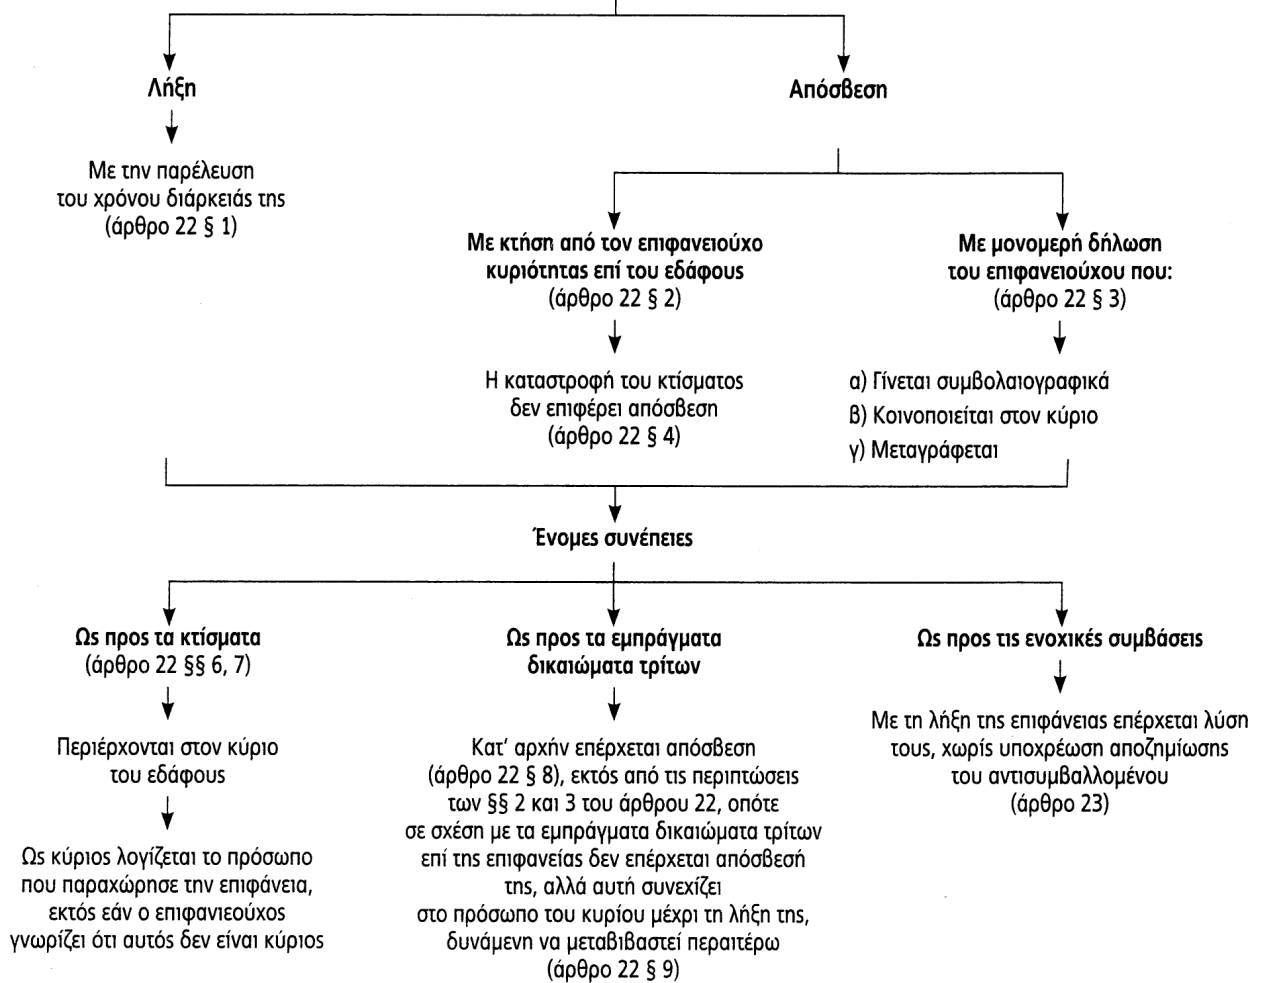 Λήξη
Απόσβεση
Με την παρέλευση
του χρόνου διάρκειάς της
(άρθρο 22 § 1)
Με κτήση από τον επιφανειούχο
κυριότητας επί του εδάφους
(άρθρο 22 § 2)
Με μονομερή δήλωση
του επιφανειούχου που:
(άρθρο 22 § 3)
Η καταστροφή του κτίσματος
δεν επιφέρει απόσβεση
(άρθρο 22 § 4)
α) Γίνεται συμβολαιογραφικά
β) Κοινοποιείται στον κύριο
γ) Μεταγράφεται
Ένομες συνέπειες
Ως προς τα κτίσματα
(άρθρο 22 §§ 6, 7)
Ως προς τα εμπράγματα
δικαιώματα τρίτων
Ως προς τις ενοχικές συμβάσεις
Περιέρχονται στον κύριο
του εδάφους
Ως κύριος λογίζεται το πρόσωπο
που παραχώρησε την επιφάνεια,
εκτός εάν ο επιφανιεούχος
γνωρίζει ότι αυτός δεν είναι κύριος
Κατ' αρχήν επέρχεται απόσβεση
(άρθρο 22 § 8), εκτός από τις περιπτώσεις
των §§ 2 και 3 του άρθρου 22, οπότε
σε σχέση με τα εμπράγματα δικαιώματα τρίτων
επί της επιφανείας δεν επέρχεται απόσβεσή
της, αλλά αυτή συνεχίζει
στο πρόσωπο του κυρίου μέχρι τη λήξη της,
δυνάμενη να μεταβιβαστεί περαιτέρω
(άρθρο 22 § 9)
Με τη λήξη της επιφάνειας επέρχεται λύση
τους, χωρίς υποχρέωση αποζημίωσης
του αντισυμβαλλομένου
(άρθρο 23)